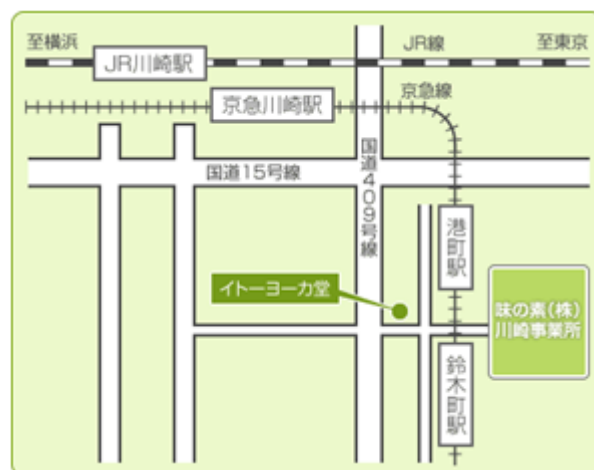 至横浜
JR川崎駅
JR線
至東京
京急川崎駅
京急線
国道15号線
国道409号線
港町駅
イトーヨーカ堂
味の素(株)
川崎事業所
鈴木町駅